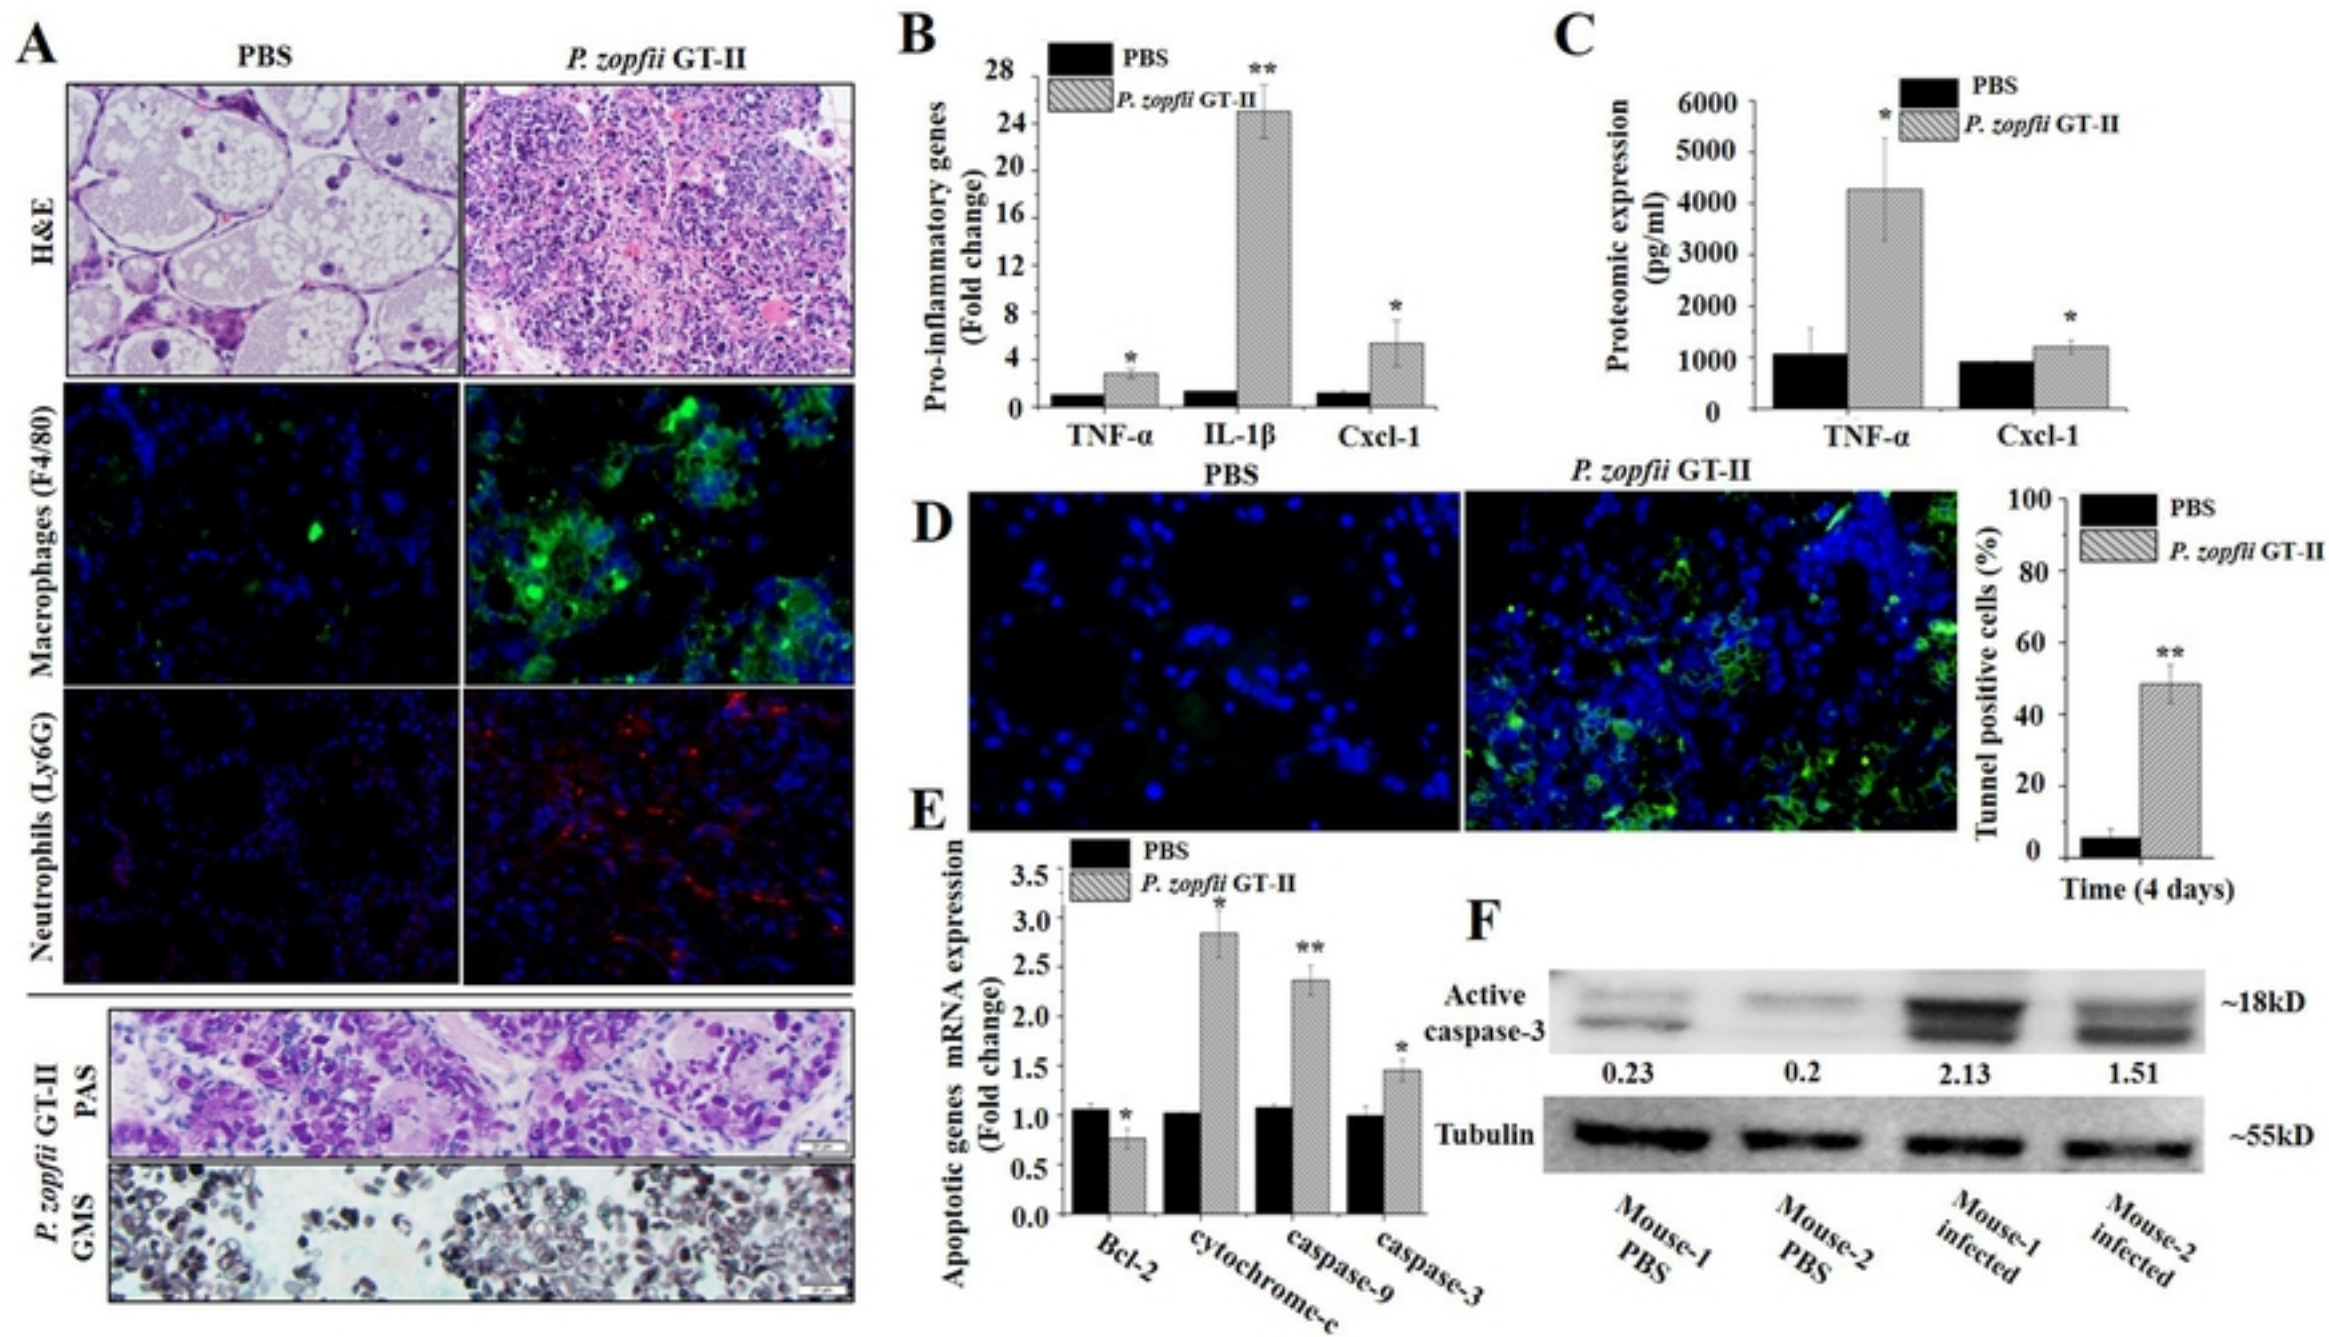 A
PBS
P. zopfii GT-II
H&E
Macrophages (F4/80)
Neutrophils (Ly6G)
P. zopfii GT-II
PAS
GMS
B
PBS
P. zopfii GT-II
Pro-inflammatory genes
(Fold change)
28
24
20
16
12
8
4
0
*
**
*
TNF-α
IL-1β
Cxcl-1
C
PBS
P. zopfii GT-II
Proteomic expression
(pg/ml)
6000
5000
4000
3000
2000
1000
0
*
*
TNF-α
Cxcl-1
D
PBS
P. zopfii GT-II
PBS
P. zopfii GT-II
Tunnel positive cells (%)
100
80
60
40
20
0
**
Time (4 days)
E
PBS
P. zopfii GT-II
Apoptotic genes mRNA expression
(Fold change)
3.5
3.0
2.5
2.0
1.5
1.0
0.5
0.0
*
*
**
*
Bcl-2
cytochrome-c
caspase-9
caspase-3
F
Active
caspase-3
~18kD
0.23
0.2
2.13
1.51
Tubulin
~55kD
Mouse-1
PBS
Mouse-2
PBS
Mouse-1
infected
Mouse-2
infected